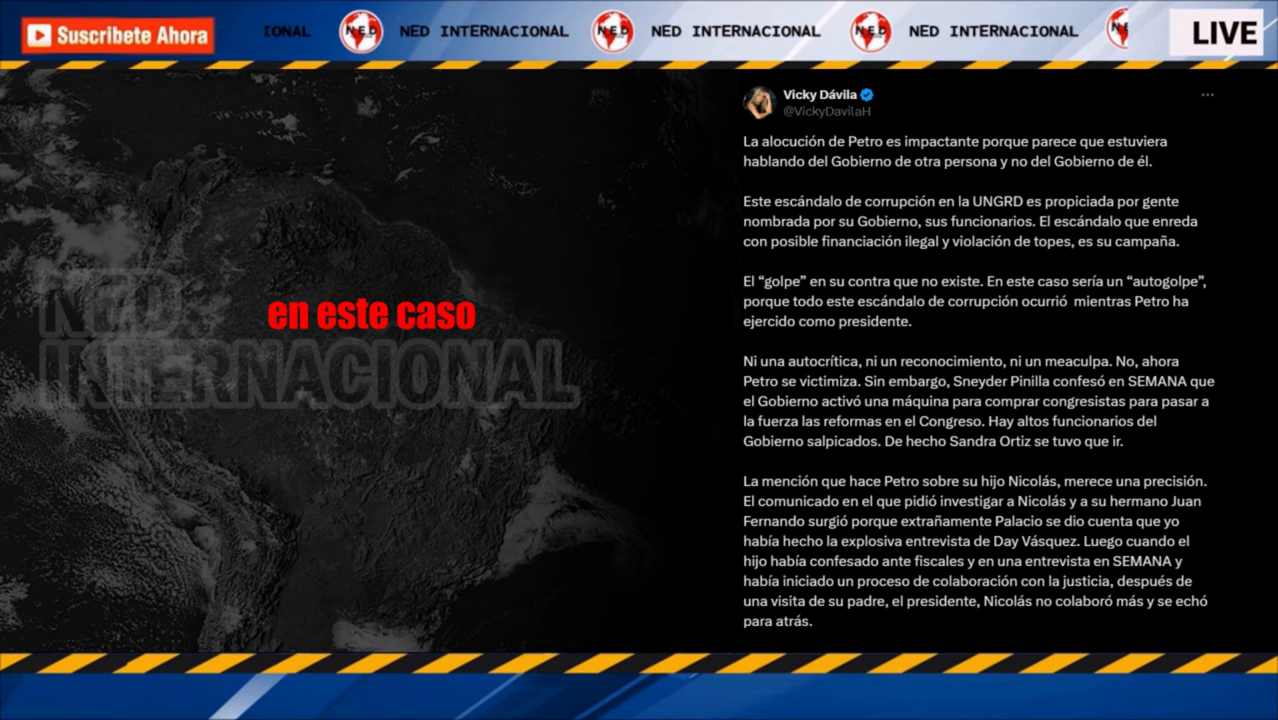 Suscribete Ahora
IONAL
NED
NED INTERNACIONAL
NED
NED INTERNACIONAL
NED
NED INTERNACIONAL
LIVE
Vicky Dávila
@VickyDavilaH
La alocución de Petro es impactante porque parece que estuviera
hablando del Gobierno de otra persona y no del Gobierno de él.
Este escándalo de corrupción en la UNGRD es propiciada por gente
nombrada por su Gobierno, sus funcionarios. El escándalo que enreda
con posible financiación ilegal y violación de topes, es su campaña.
El “golpe” en su contra que no existe. En este caso sería un “autogolpe”,
porque todo este escándalo de corrupción ocurrió mientras Petro ha
ejercido como presidente.
Ni una autocrítica, ni un reconocimiento, ni un meaculpa. No, ahora
Petro se victimiza. Sin embargo, Sneyder Pinilla confesó en SEMANA que
el Gobierno activó una máquina para comprar congresistas para pasar a
la fuerza las reformas en el Congreso. Hay altos funcionarios del
Gobierno salpicados. De hecho Sandra Ortiz se tuvo que ir.
La mención que hace Petro sobre su hijo Nicolás, merece una precisión.
El comunicado en el que pidió investigar a Nicolás y a su hermano Juan
Fernando surgió porque extrañamente Palacio se dio cuenta que yo
había hecho la explosiva entrevista de Day Vásquez. Luego cuando el
hijo había confesado ante fiscales y en una entrevista en SEMANA y
había iniciado un proceso de colaboración con la justicia, después de
una visita de su padre, el presidente, Nicolás no colaboró más y se echó
para atrás.
NED
en este caso
INTERNACIONAL